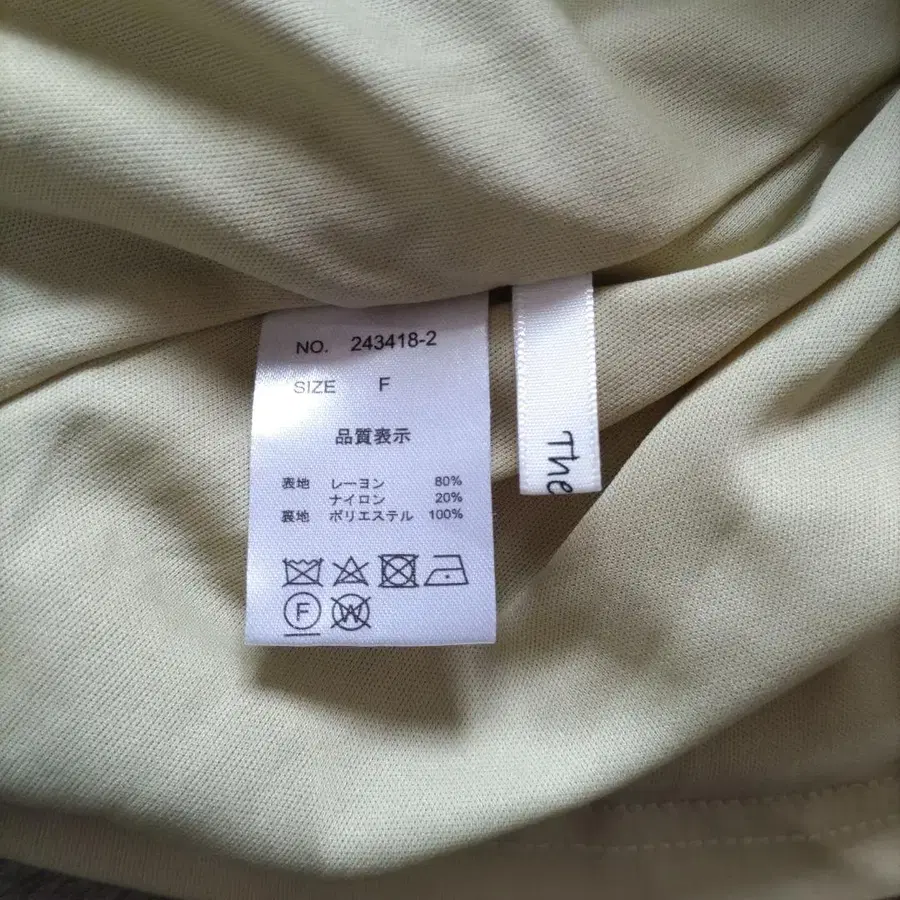 NO. 243418-2
SIZE F
品質表示
表地 レーヨン 80%
ナイロン 20%
裏地 ポリエステル 100%
F W
The